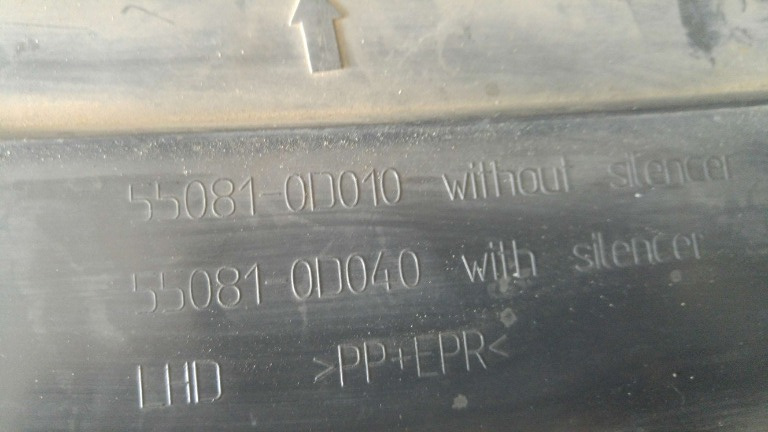 55081-0D010 without silencer
55081-0D040 with silencer
LHD >PP+EPR<